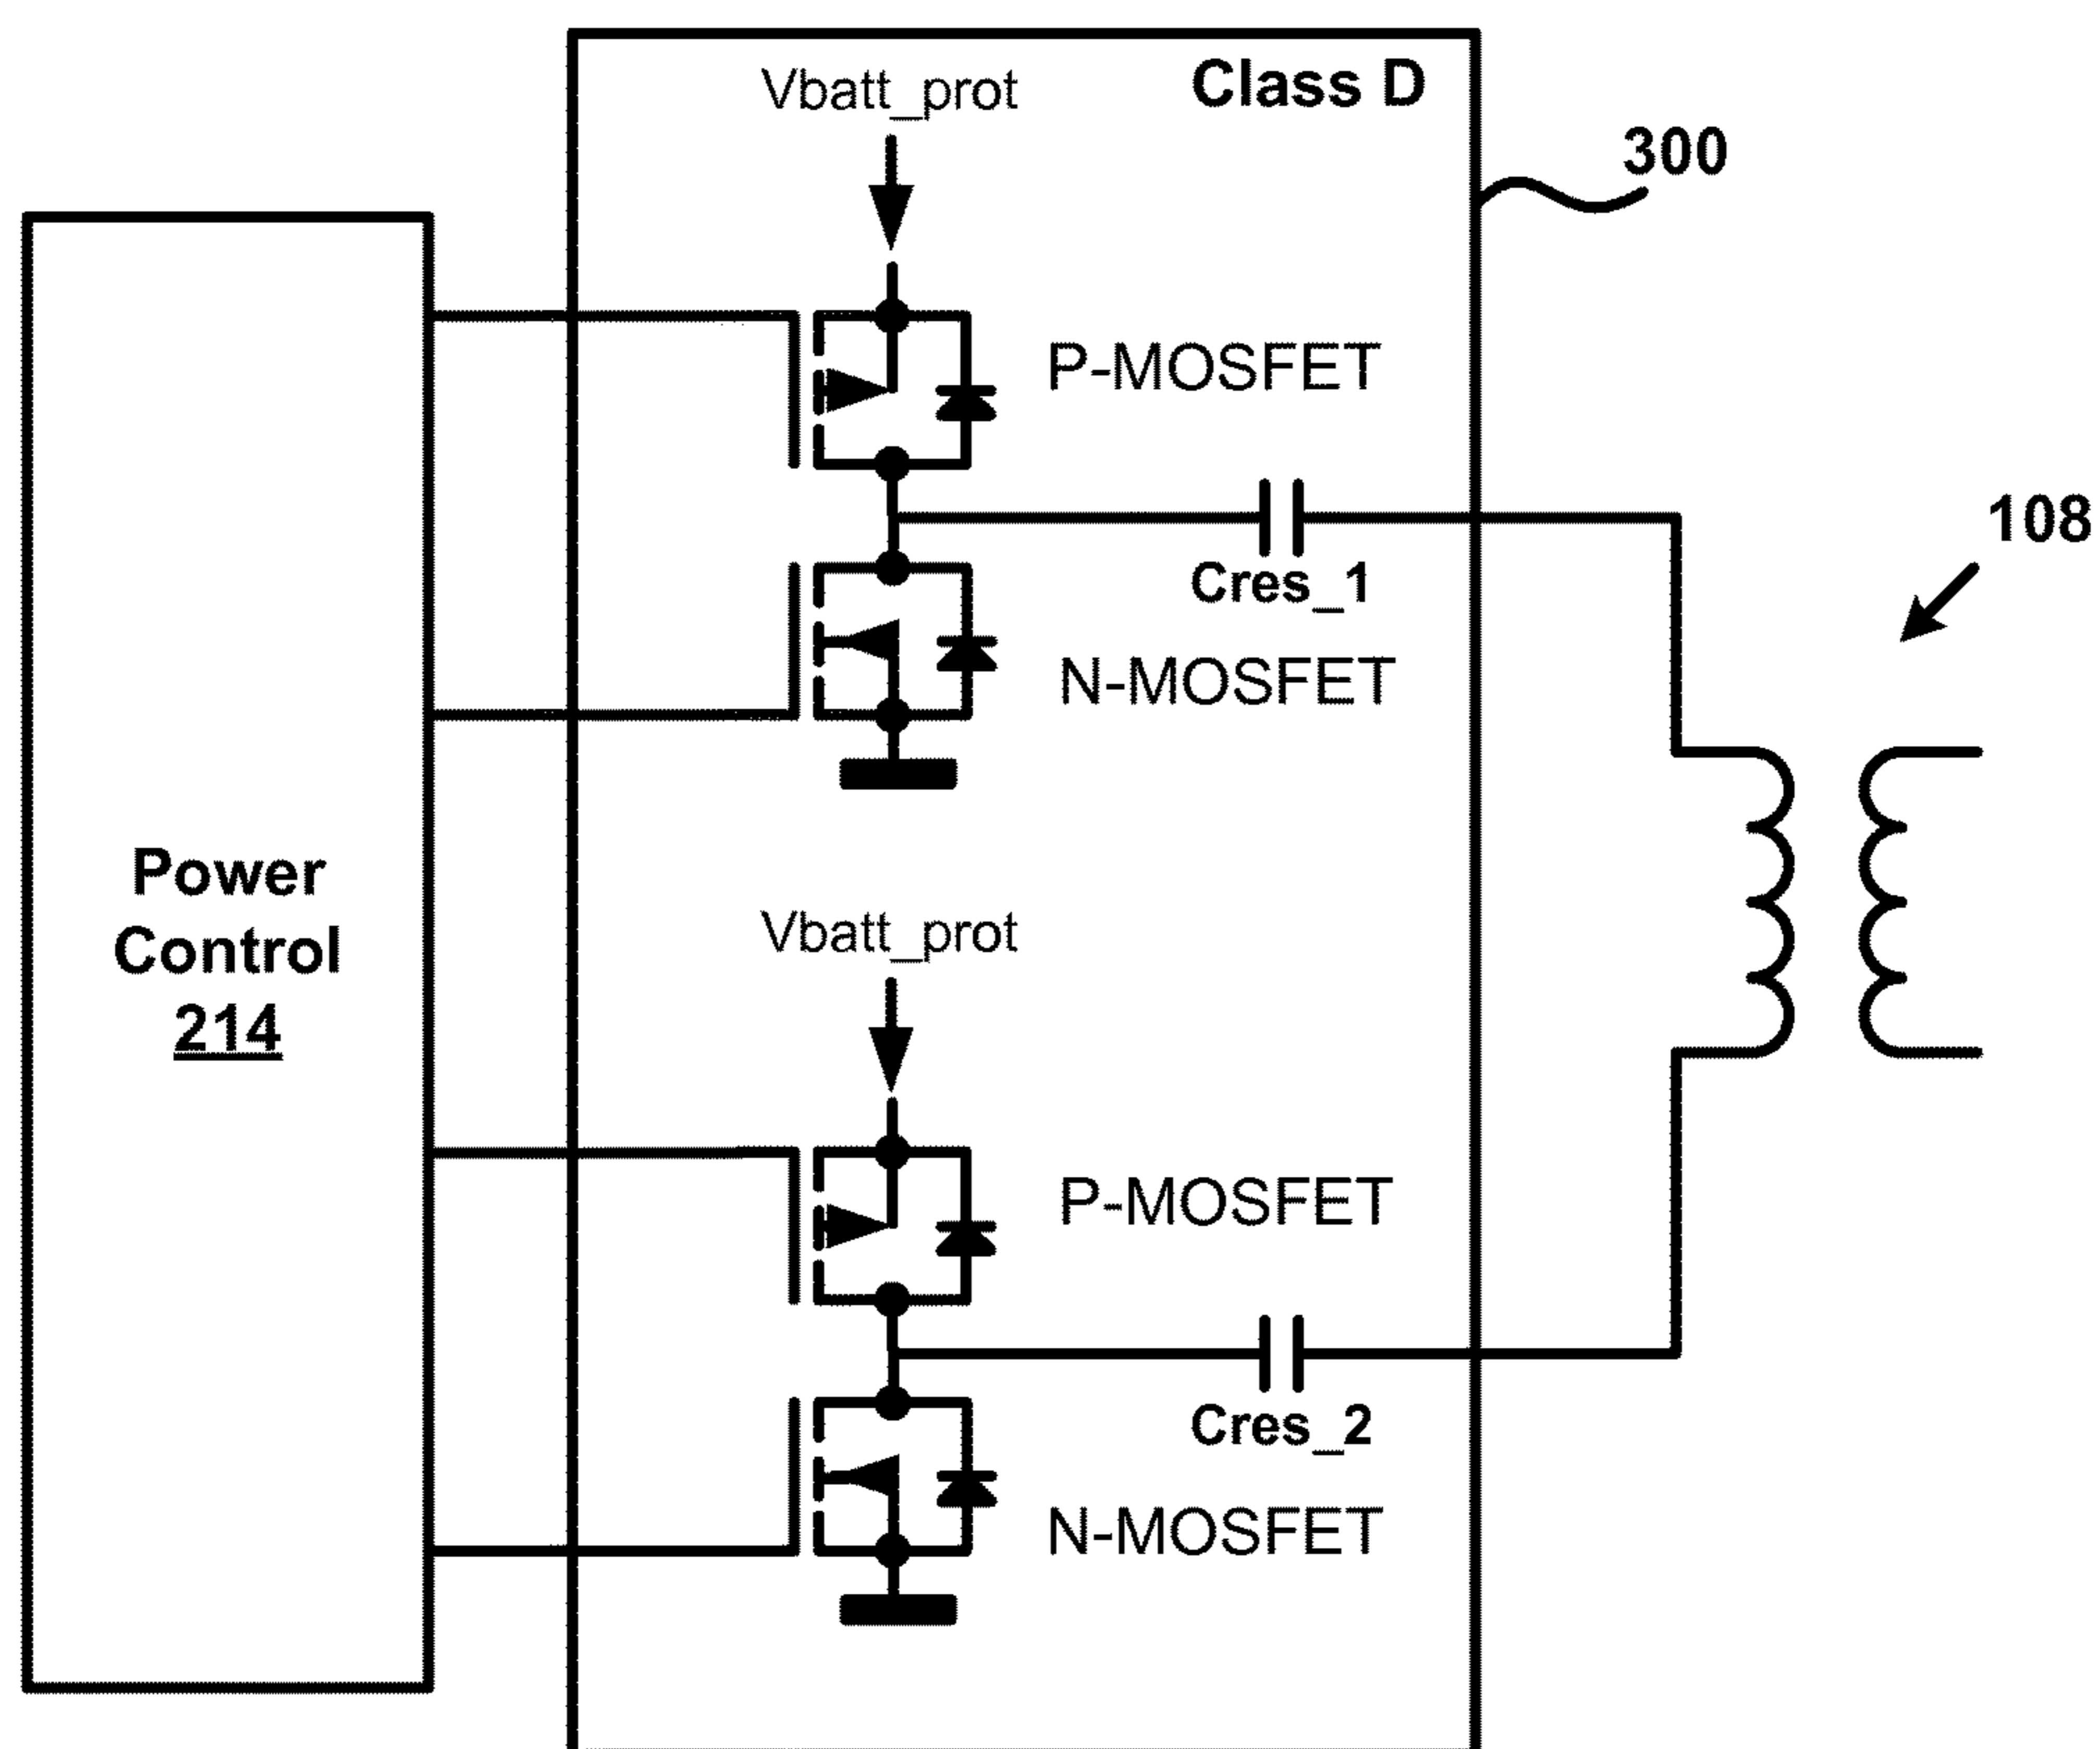 Vbatt_prot
Class D
300
P-MOSFET
108
Cres_1
N-MOSFET
Power
Control
214
Vbatt_prot
P-MOSFET
Cres_2
N-MOSFET